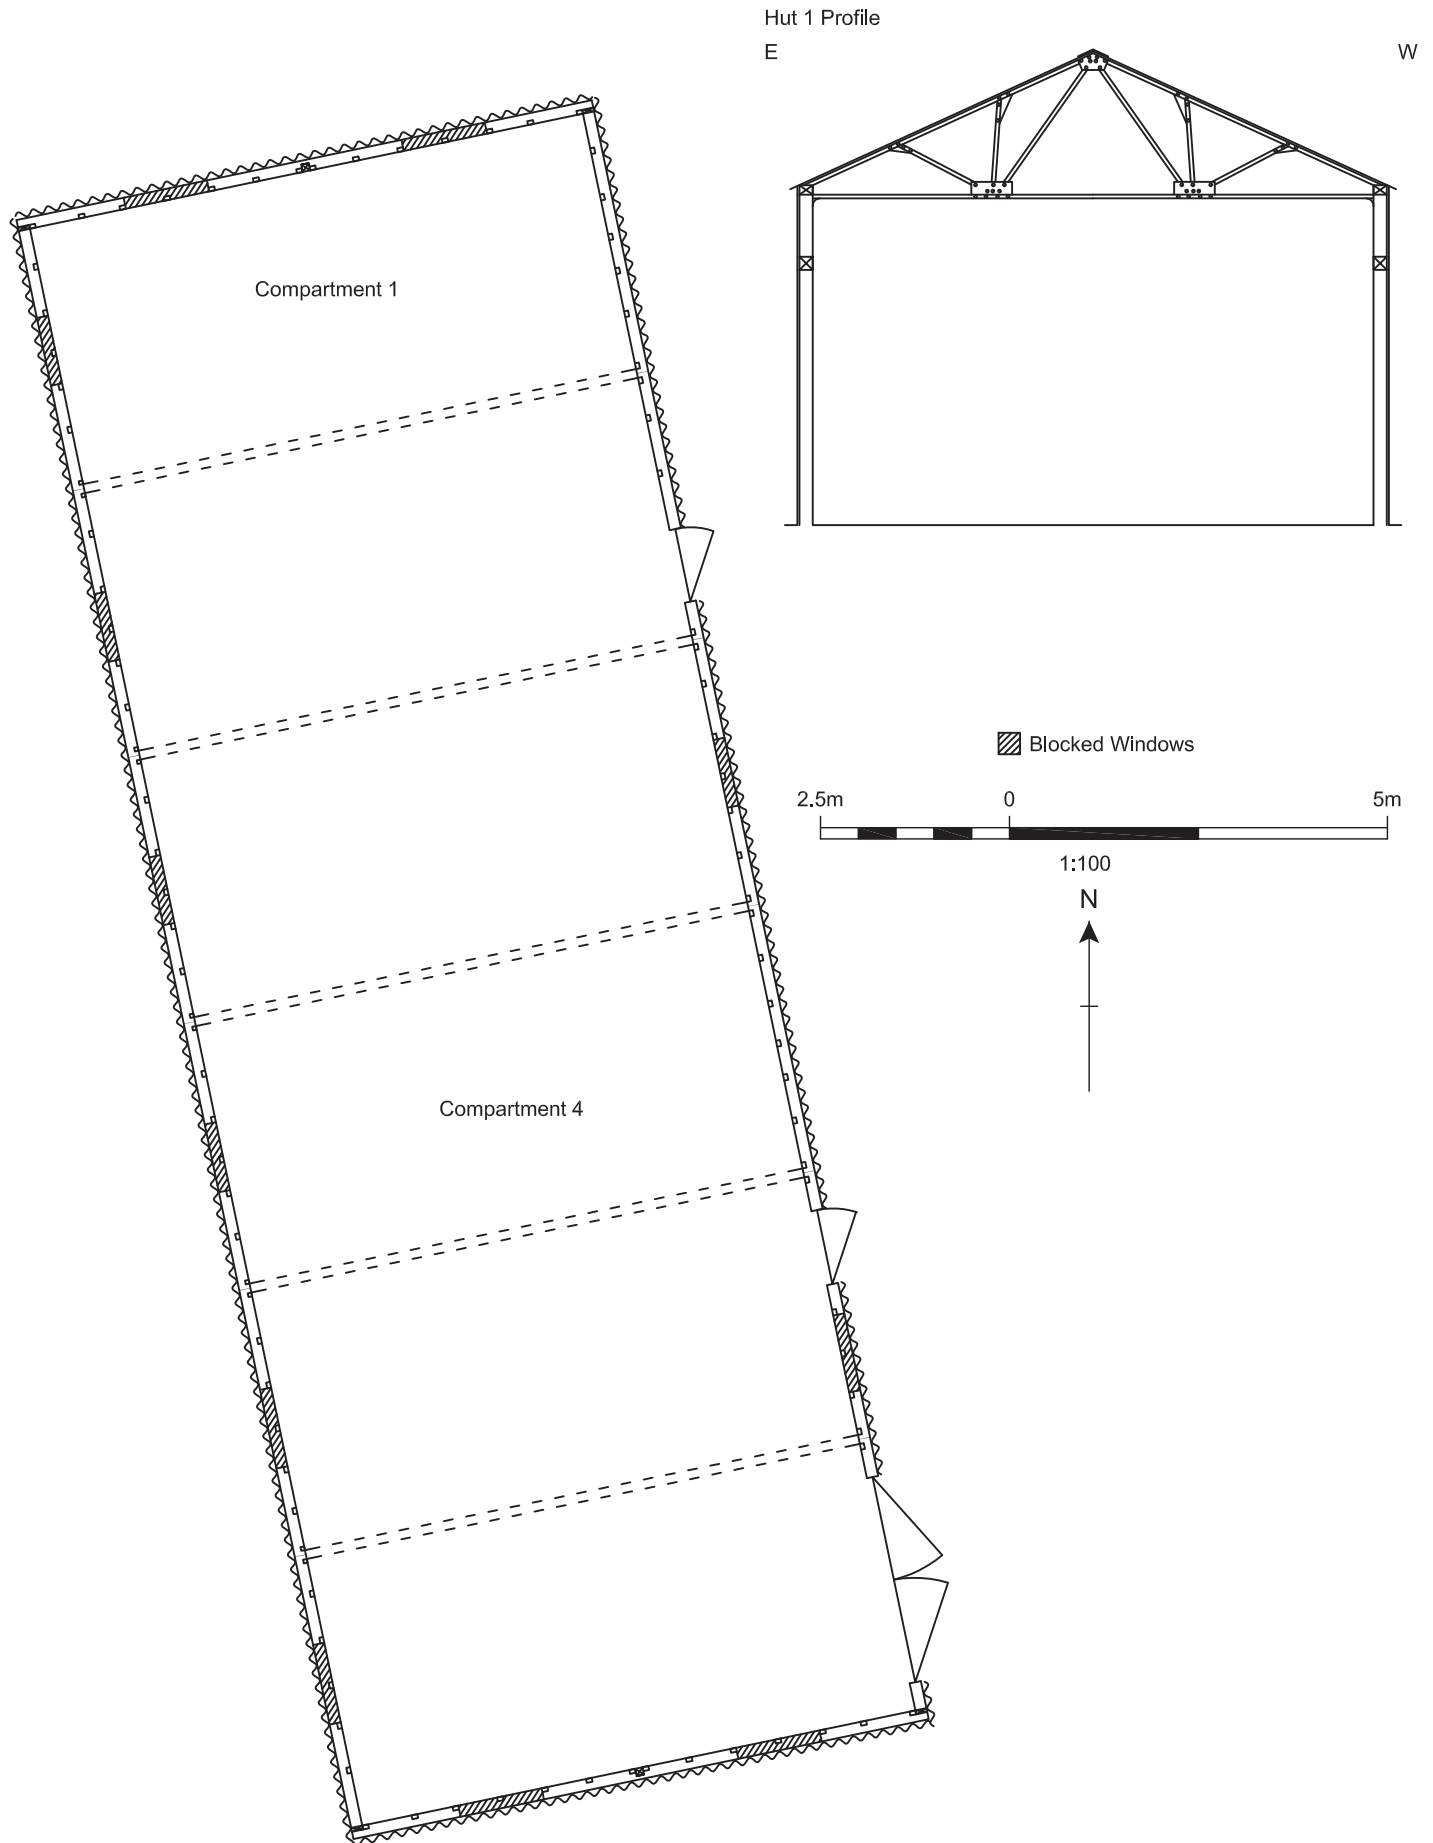 Hut 1 Profile
E W
Compartment 1
Blocked Windows
2.5m 0 5m
1:100
N
Compartment 4